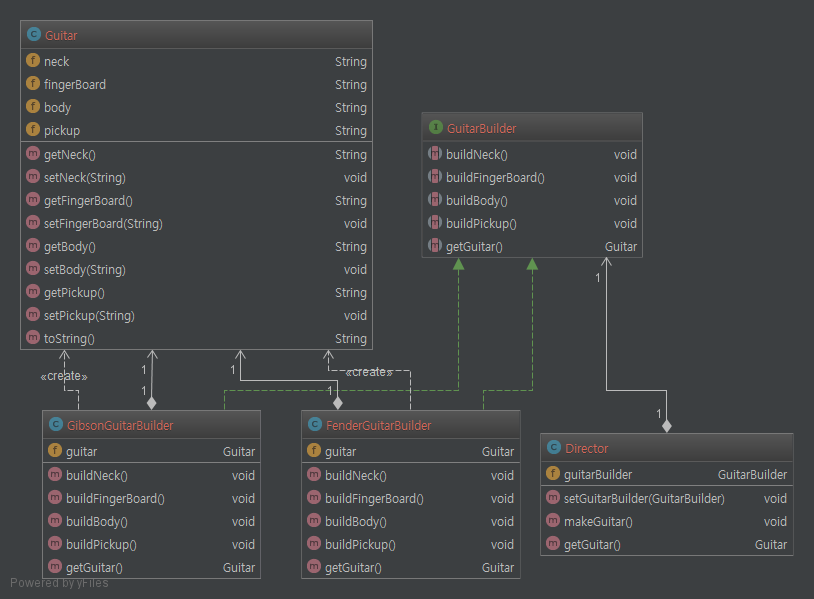 Guitar
neck String
fingerBoard String
body String
pickup String
getNeck() String
setNeck(String) void
getFingerBoard() String
setFingerBoard(String) void
getBody() String
setBody(String) void
getPickup() String
setPickup(String) void
toString() String
GuitarBuilder
buildNeck() void
buildFingerBoard() void
buildBody() void
buildPickup() void
getGuitar() Guitar
1
1
1
«create»
«create»
1
1
1
GibsonGuitarBuilder
guitar Guitar
buildNeck() void
buildFingerBoard() void
buildBody() void
buildPickup() void
getGuitar() Guitar
FenderGuitarBuilder
guitar Guitar
buildNeck() void
buildFingerBoard() void
buildBody() void
buildPickup() void
getGuitar() Guitar
Director
guitarBuilder GuitarBuilder
setGuitarBuilder(GuitarBuilder) void
makeGuitar() void
getGuitar() Guitar
Powered by yFiles